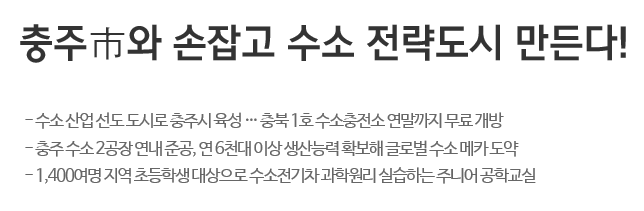 충주市와 손잡고 수소 전략도시 만든다!
- 수소 산업 선도 도시로 충주시 육성 … 충북 1호 수소충전소 연말까지 무료 개방
- 충주 수소 2공장 연내 준공, 연 6천대 이상 생산능력 확보해 글로벌 수소 메카 도약
- 1,400여명 지역 초등학생 대상으로 수소전기차 과학원리 실습하는 주니어 공학교실